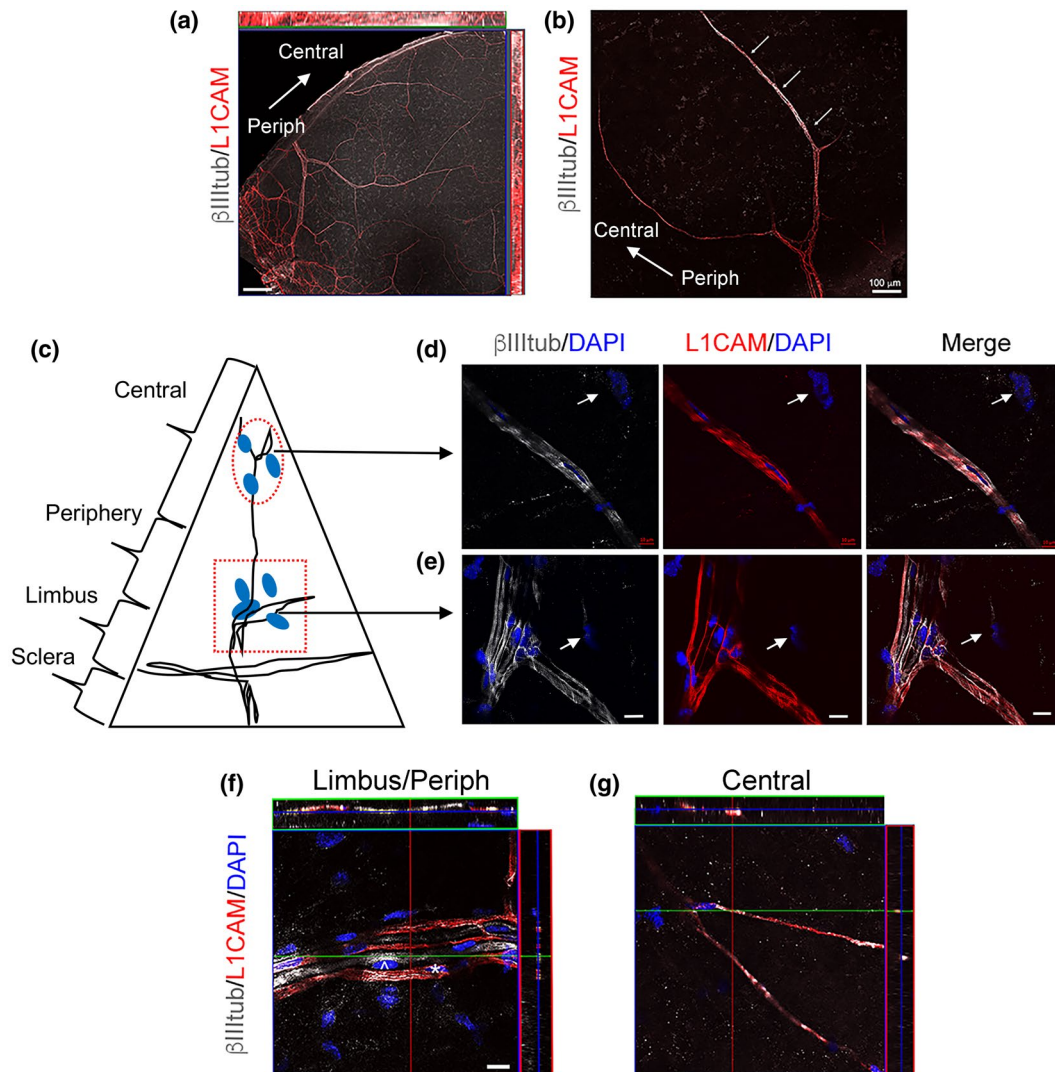 (a)
(b)
βIIItub/L1CAM
Central
Periph
βIIItub/L1CAM
Central
Periph
100 µm
(c)
Central
Periphery
Limbus
Sclera
(d)
βIIItub/DAPI
L1CAM/DAPI
Merge
(e)
(f)
Limbus/Periph
(g)
Central
βIIItub/L1CAM/DAPI
^
*